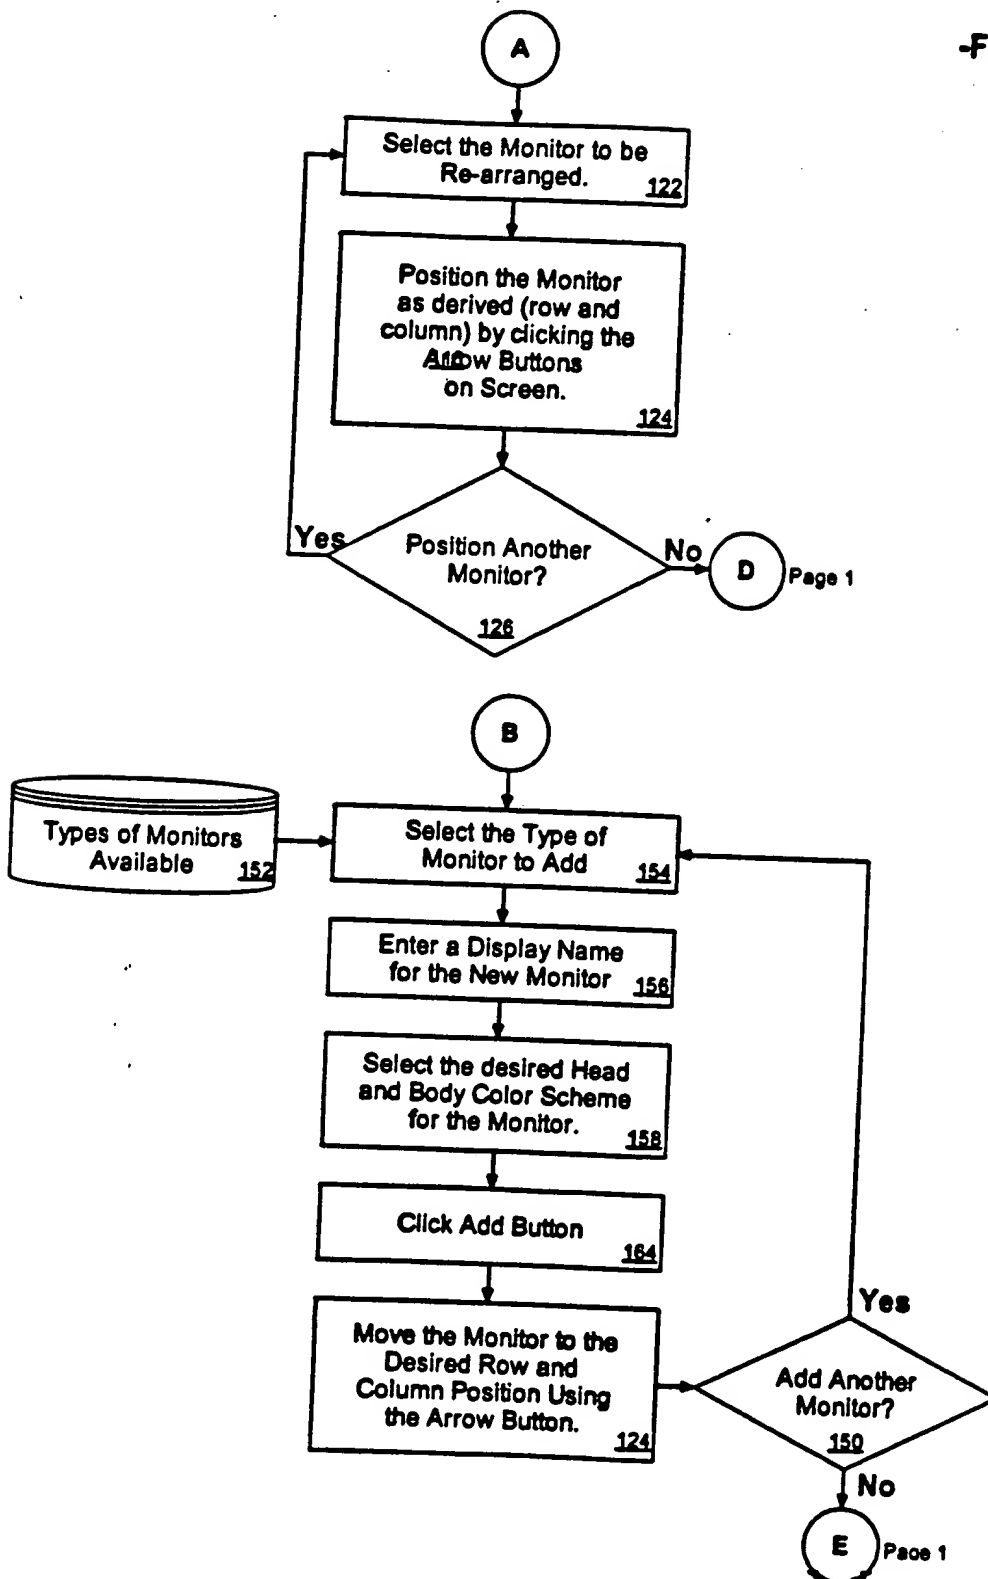 A
-F
Select the Monitor to be
Re-arranged.
122
Position the Monitor
as derived (row and
column) by clicking the
Arrow Buttons
on Screen.
124
Yes
Position Another
Monitor?
126
No
D
Page 1
B
Types of Monitors
Available
152
Select the Type of
Monitor to Add
154
Enter a Display Name
for the New Monitor
156
Select the desired Head
and Body Color Scheme
for the Monitor.
158
Click Add Button
164
Move the Monitor to the
Desired Row and
Column Position Using
the Arrow Button.
124
Yes
Add Another
Monitor?
150
No
E
Page 1